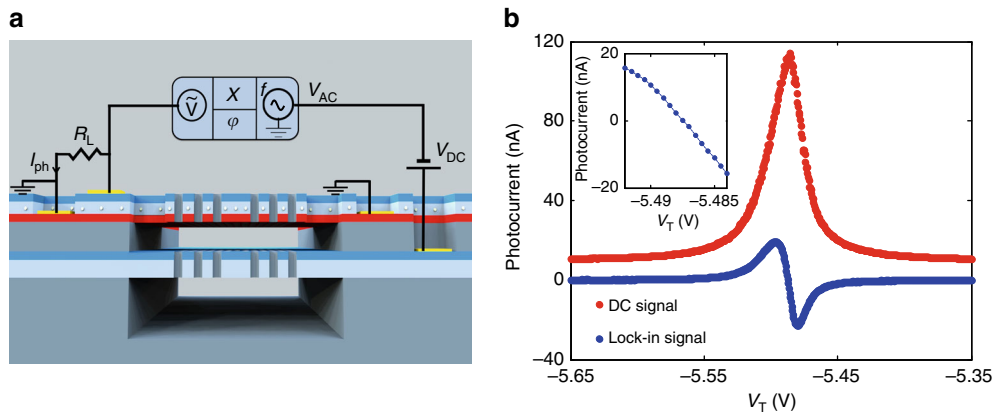 a
Ṽ
X
φ
f
V_AC
R_L
I_ph
V_DC
b
Photocurrent (nA)
120
80
40
0
−40
−5.65
−5.55
−5.45
−5.35
V_T (V)
DC signal
Lock-in signal
Photocurrent (nA)
20
0
−20
−5.49
−5.485
V_T (V)